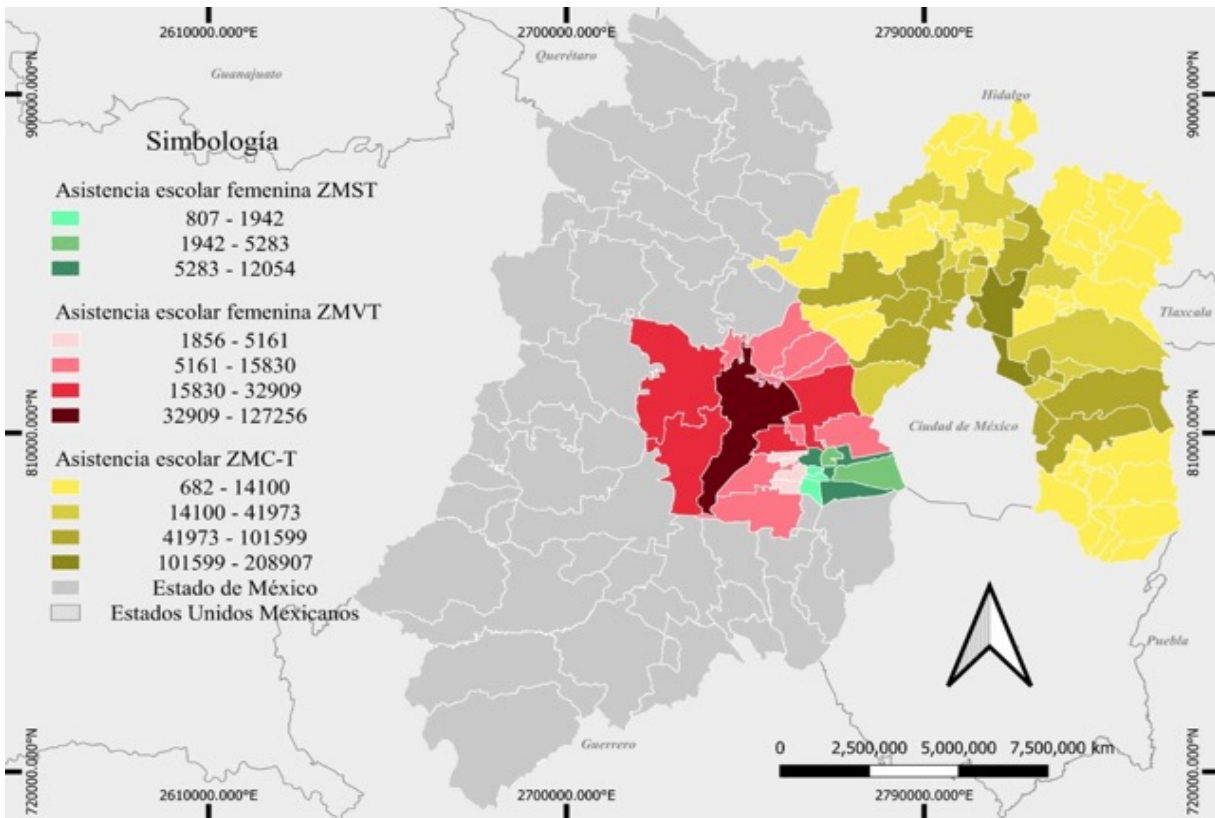 2610000.000°E
2700000.000°E
2790000.000°E
Querétaro
Guanajuato
Hidalgo
900000.000°N
900000.000°N
Simbología
Asistencia escolar femenina ZMST
807 - 1942
1942 - 5283
5283 - 12054
Asistencia escolar femenina ZMVT
1856 - 5161
5161 - 15830
15830 - 32909
32909 - 127256
Asistencia escolar ZMC-T
682 - 14100
14100 - 41973
41973 - 101599
101599 - 208907
Estado de México
Estados Unidos Mexicanos
Tlaxcala
Ciudad de México
810000.000°N
810000.000°N
Puebla
Guerrero
0 2,500,000 5,000,000 7,500,000 km
720000.000°N
720000.000°N
2610000.000°E
2700000.000°E
2790000.000°E